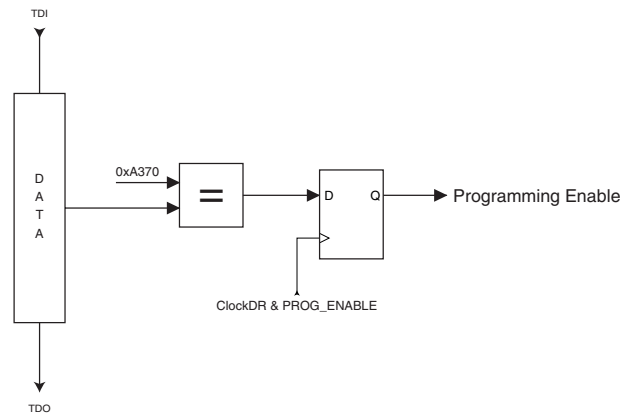 TDI
D
A
T
A
0xA370
=
D
Q
Programming Enable
ClockDR & PROG_ENABLE
TDO